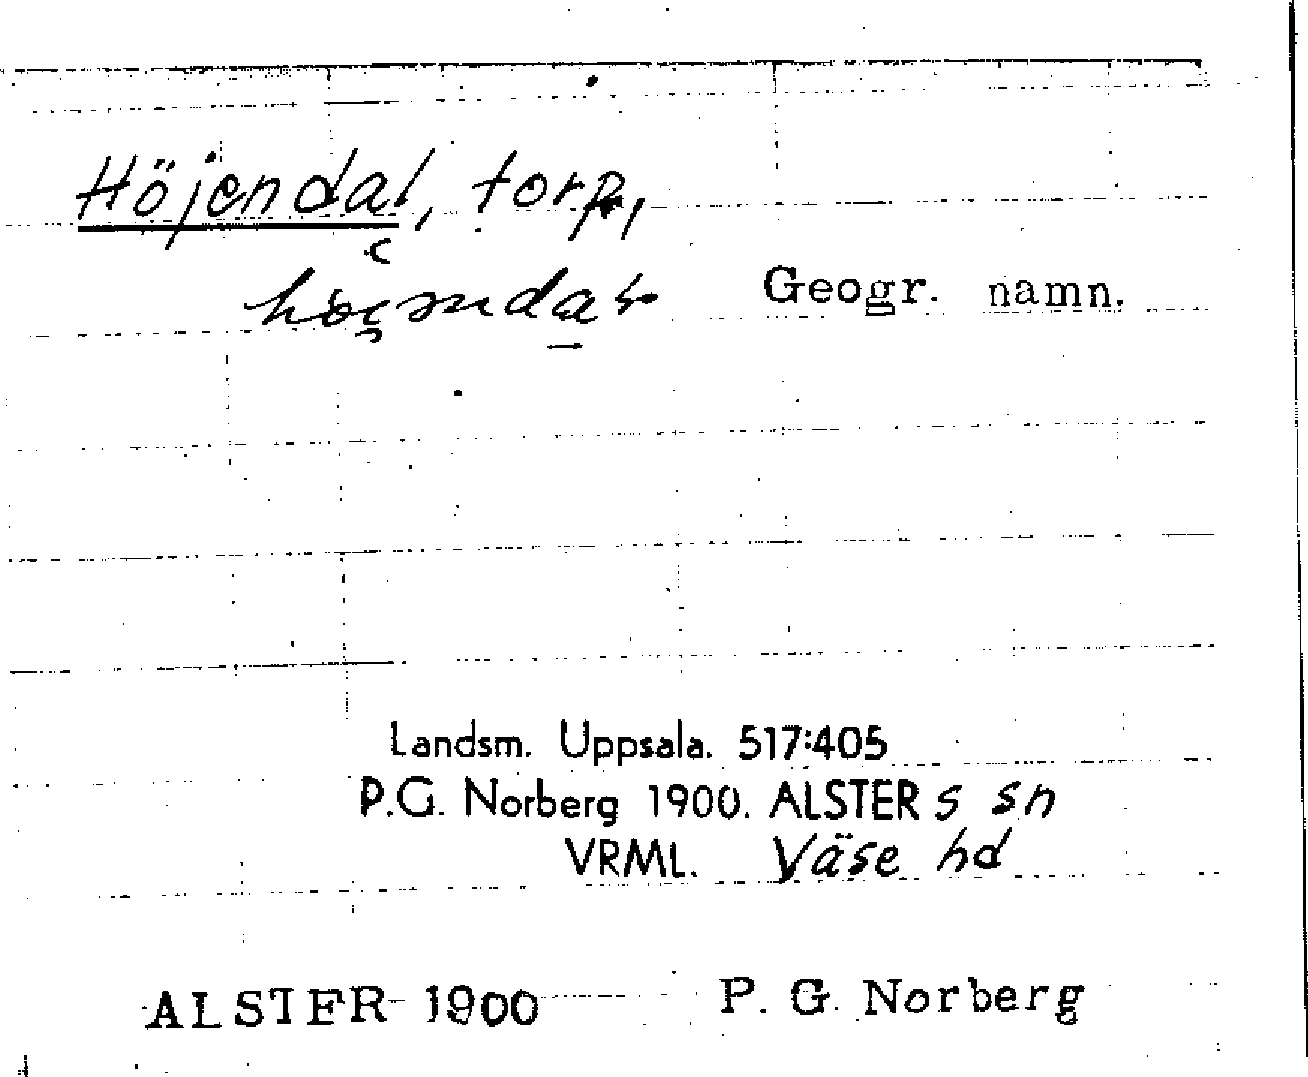 Höjendal, torp,
Geogr. namn.
Landsm. Uppsala. 517:405
P.G. Norberg 1900. ALSTERs sn
VRML. Väse hd
ALSTER 1900 P. G. Norberg